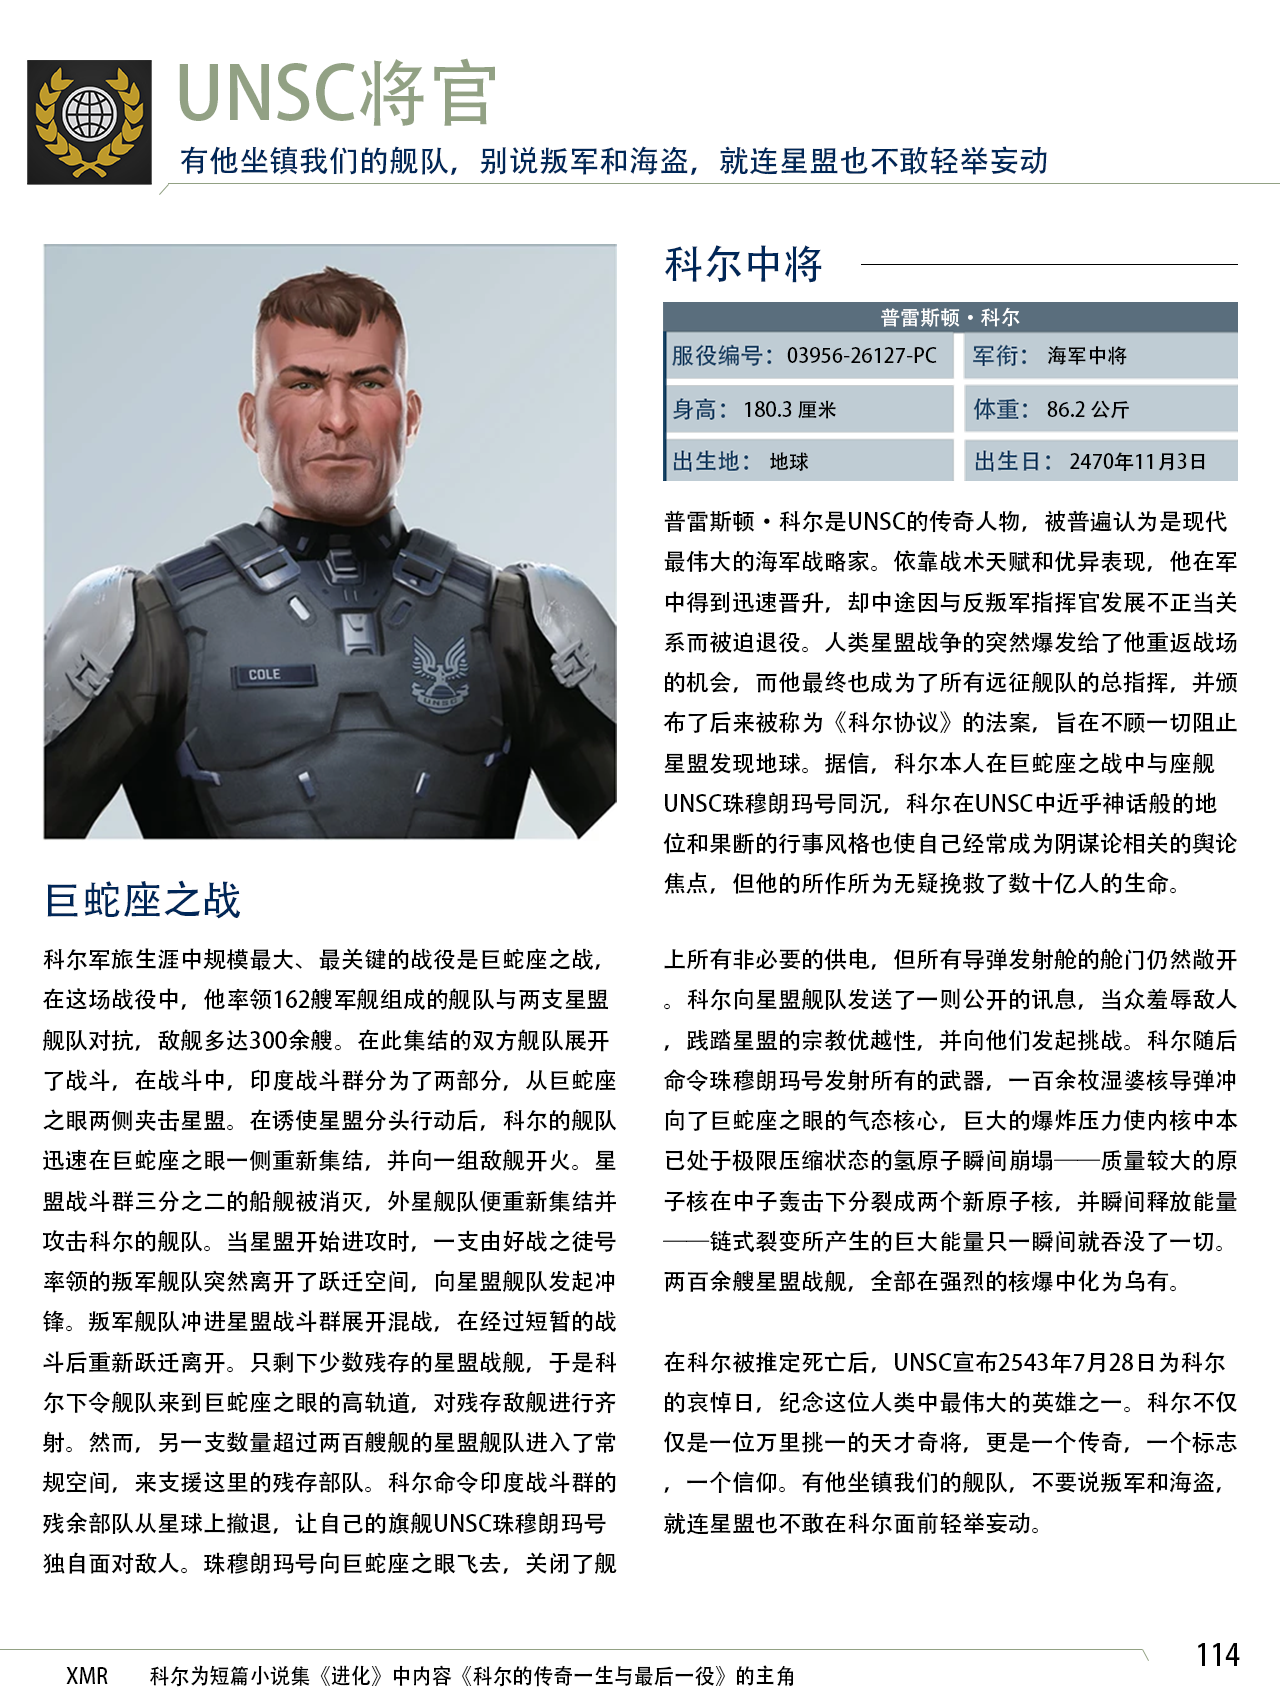 UNSC将官
有他坐镇我们的舰队，别说叛军和海盗，就连星盟也不敢轻举妄动
COLE
UNSC
科尔中将
普雷斯顿·科尔
服役编号：03956-26127-PC
军衔：海军中将
身高：180.3 厘米
体重：86.2 公斤
出生地：地球
出生日：2470年11月3日
普雷斯顿·科尔是UNSC的传奇人物，被普遍认为是现代
最伟大的海军战略家。依靠战术天赋和优异表现，他在军
中得到迅速晋升，却中途因与反叛军指挥官发展不正当关
系而被迫退役。人类星盟战争的突然爆发给了他重返战场
的机会，而他最终也成为了所有远征舰队的总指挥，并颁
布了后来被称为《科尔协议》的法案，旨在不顾一切阻止
星盟发现地球。据信，科尔本人在巨蛇座之战中与座舰
UNSC珠穆朗玛号同沉，科尔在UNSC中近乎神话般的地
位和果断的行事风格也使自己经常成为阴谋论相关的舆论
焦点，但他的所作所为无疑挽救了数十亿人的生命。
巨蛇座之战
科尔军旅生涯中规模最大、最关键的战役是巨蛇座之战，
在这场战役中，他率领162艘军舰组成的舰队与两支星盟
舰队对抗，敌舰多达300余艘。在此集结的双方舰队展开
了战斗，在战斗中，印度战斗群分为了两部分，从巨蛇座
之眼两侧夹击星盟。在诱使星盟分头行动后，科尔的舰队
迅速在巨蛇座之眼一侧重新集结，并向一组敌舰开火。星
盟战斗群三分之二的船舰被消灭，外星舰队便重新集结并
攻击科尔的舰队。当星盟开始进攻时，一支由好战之徒号
率领的叛军舰队突然离开了跃迁空间，向星盟舰队发起冲
锋。叛军舰队冲进星盟战斗群展开混战，在经过短暂的战
斗后重新跃迁离开。只剩下少数残存的星盟战舰，于是科
尔下令舰队来到巨蛇座之眼的高轨道，对残存敌舰进行齐
射。然而，另一支数量超过两百艘舰的星盟舰队进入了常
规空间，来支援这里的残存部队。科尔命令印度战斗群的
残余部队从星球上撤退，让自己的旗舰UNSC珠穆朗玛号
独自面对敌人。珠穆朗玛号向巨蛇座之眼飞去，关闭了舰
上所有非必要的供电，但所有导弹发射舱的舱门仍然敞开
。科尔向星盟舰队发送了一则公开的讯息，当众羞辱敌人
，践踏星盟的宗教优越性，并向他们发起挑战。科尔随后
命令珠穆朗玛号发射所有的武器，一百余枚湿婆核导弹冲
向了巨蛇座之眼的气态核心，巨大的爆炸压力使内核中本
已处于极限压缩状态的氢原子瞬间崩塌——质量较大的原
子核在中子轰击下分裂成两个新原子核，并瞬间释放能量
——链式裂变所产生的巨大能量只一瞬间就吞没了一切。
两百余艘星盟战舰，全部在强烈的核爆中化为乌有。
在科尔被推定死亡后，UNSC宣布2543年7月28日为科尔
的哀悼日，纪念这位人类中最伟大的英雄之一。科尔不仅
仅是一位万里挑一的天才奇将，更是一个传奇，一个标志
，一个信仰。有他坐镇我们的舰队，不要说叛军和海盗，
就连星盟也不敢在科尔面前轻举妄动。
114
XMR 科尔为短篇小说集《进化》中内容《科尔的传奇一生与最后一役》的主角